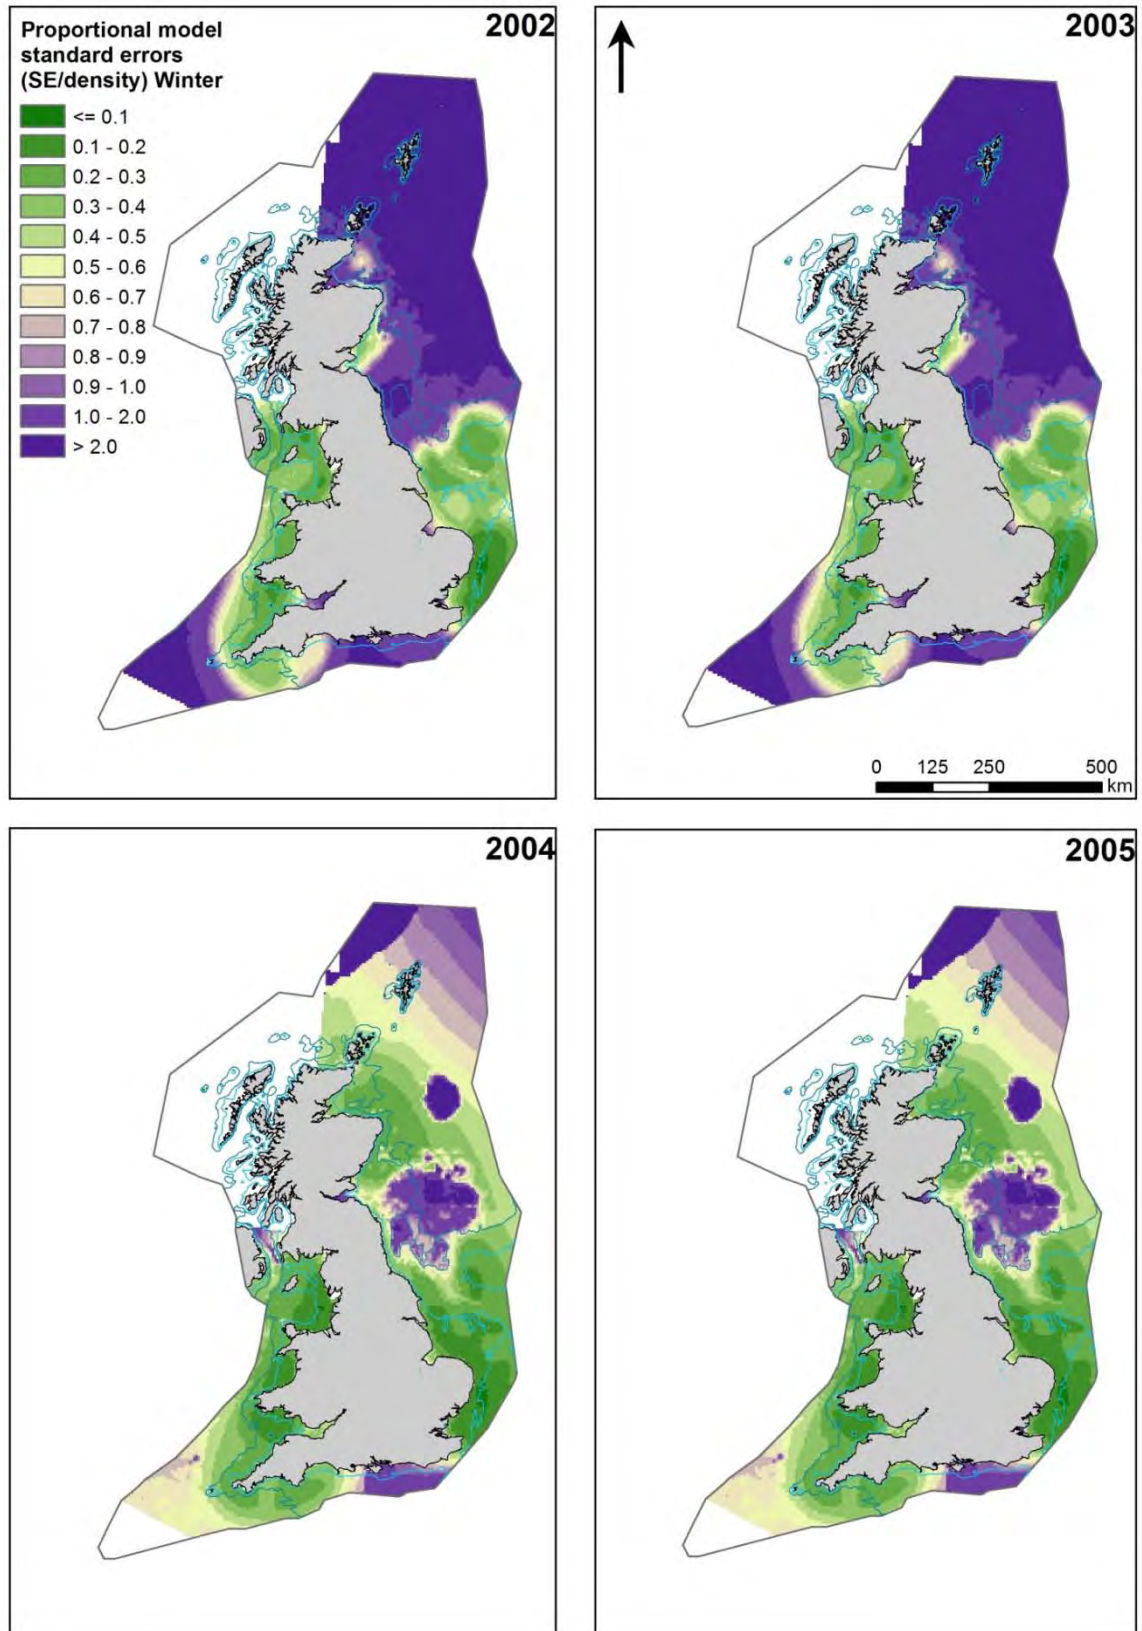 2002
Proportional model
standard errors
(SE/density) Winter
<= 0.1
0.1 - 0.2
0.2 - 0.3
0.3 - 0.4
0.4 - 0.5
0.5 - 0.6
0.6 - 0.7
0.7 - 0.8
0.8 - 0.9
0.9 - 1.0
1.0 - 2.0
> 2.0
2003
0 125 250 500
km
2004
2005